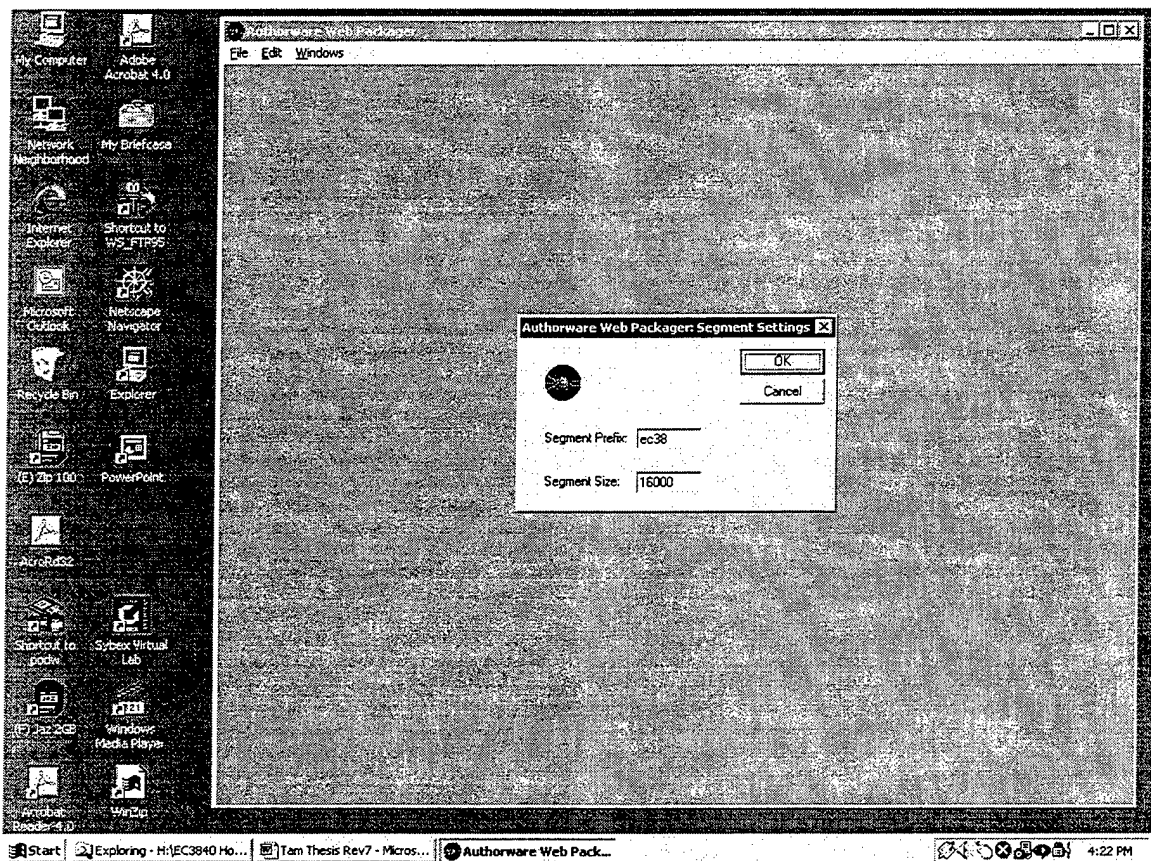 My Computer
Adobe Acrobat 4.0
Network Neighborhood
My Briefcase
Internet Explorer
Shortcut to WS_FTP95
Microsoft Outlook
Netscape Navigator
Recycle Bin
Explorer
(E) Zip 100
PowerPoint
AcroRd32
Shortcut to
Sybex Virtual Lab
(F) Jaz 2GB
Windows Media Player
Acrobat Reader 4.0
WinZip
Authorware Web Packager
File Edit Windows
Authorware Web Packager: Segment Settings
OK
Cancel
Segment Prefix: ec38
Segment Size: 16000
Start
Exploring - H:\EC3840 Ho...
Tam Thesis Rev7 - Micros...
Authorware Web Pack...
4:22 PM